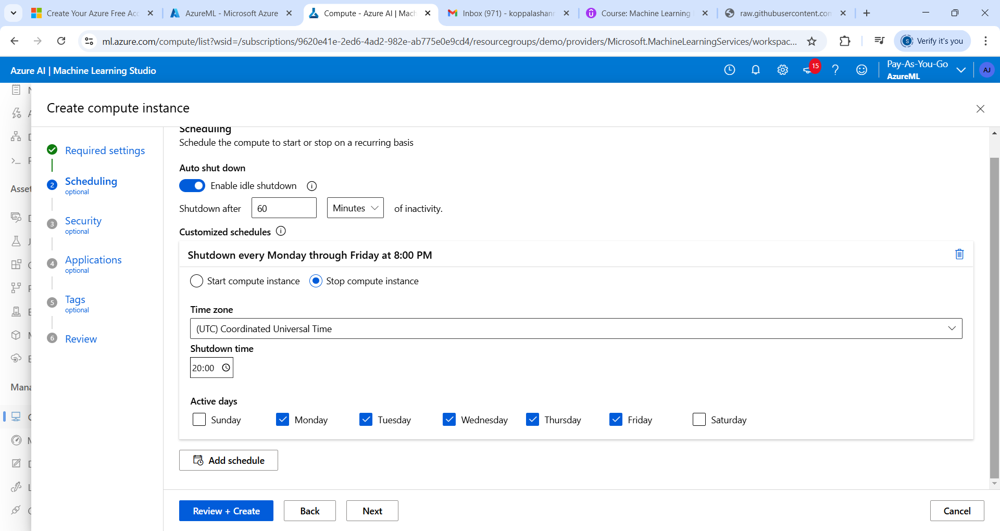 Create Your Azure Free Acc
AzureML - Microsoft Azure
Compute - Azure AI | Mach
Inbox (971) - koppalashanr
Course: Machine Learning
raw.githubusercontent.con
ml.azure.com/compute/list?wsid=/subscriptions/9620e41e-2ed6-4ad2-982e-ab775e0e9cd4/resourcegroups/demo/providers/Microsoft.MachineLearningServices/workspac...
S
Verify it's you
Azure AI | Machine Learning Studio
15
Pay-As-You-Go
AzureML
AJ
Create compute instance
Required settings
2 Scheduling
optional
3 Security
optional
4 Applications
optional
5 Tags
optional
6 Review
Asset
Mana
Scheduling
Schedule the compute to start or stop on a recurring basis
Auto shut down
Enable idle shutdown
Shutdown after 60 Minutes of inactivity.
Customized schedules
Shutdown every Monday through Friday at 8:00 PM
Start compute instance Stop compute instance
Time zone
(UTC) Coordinated Universal Time
Shutdown time
20:00
Active days
Sunday Monday Tuesday Wednesday Thursday Friday Saturday
Add schedule
Review + Create Back Next Cancel